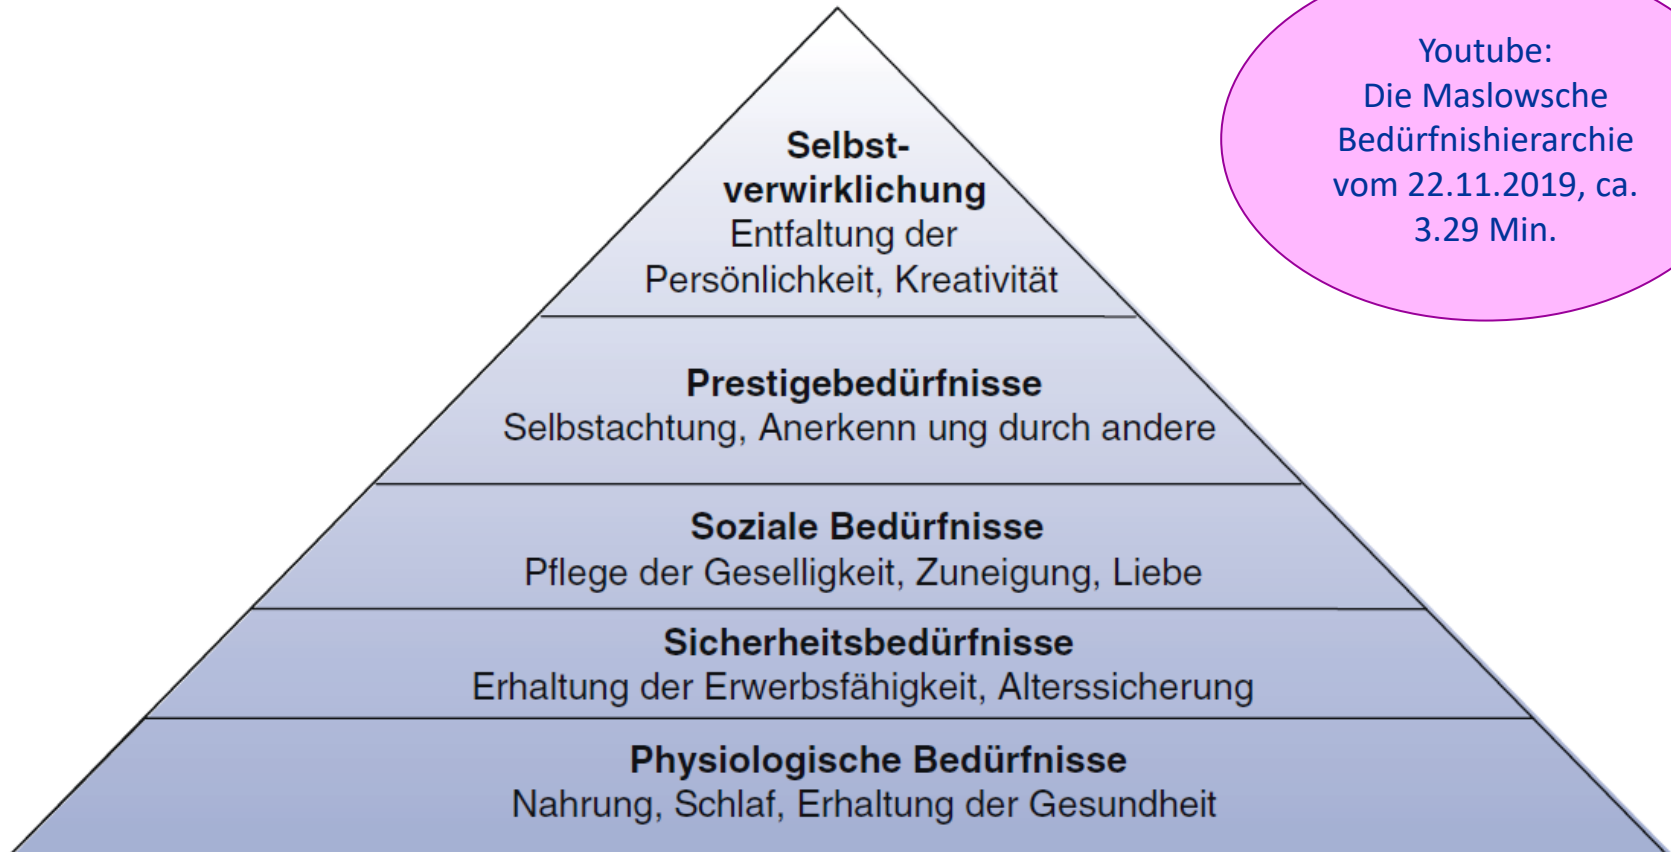 Selbst-
verwirklichung
Entfaltung der
Persönlichkeit, Kreativität
Prestigebedürfnisse
Selbstachtung, Anerkenn ung durch andere
Soziale Bedürfnisse
Pflege der Geselligkeit, Zuneigung, Liebe
Sicherheitsbedürfnisse
Erhaltung der Erwerbsfähigkeit, Alterssicherung
Physiologische Bedürfnisse
Nahrung, Schlaf, Erhaltung der Gesundheit
Youtube:
Die Maslowsche
Bedürfnishierarchie
vom 22.11.2019, ca.
3.29 Min.